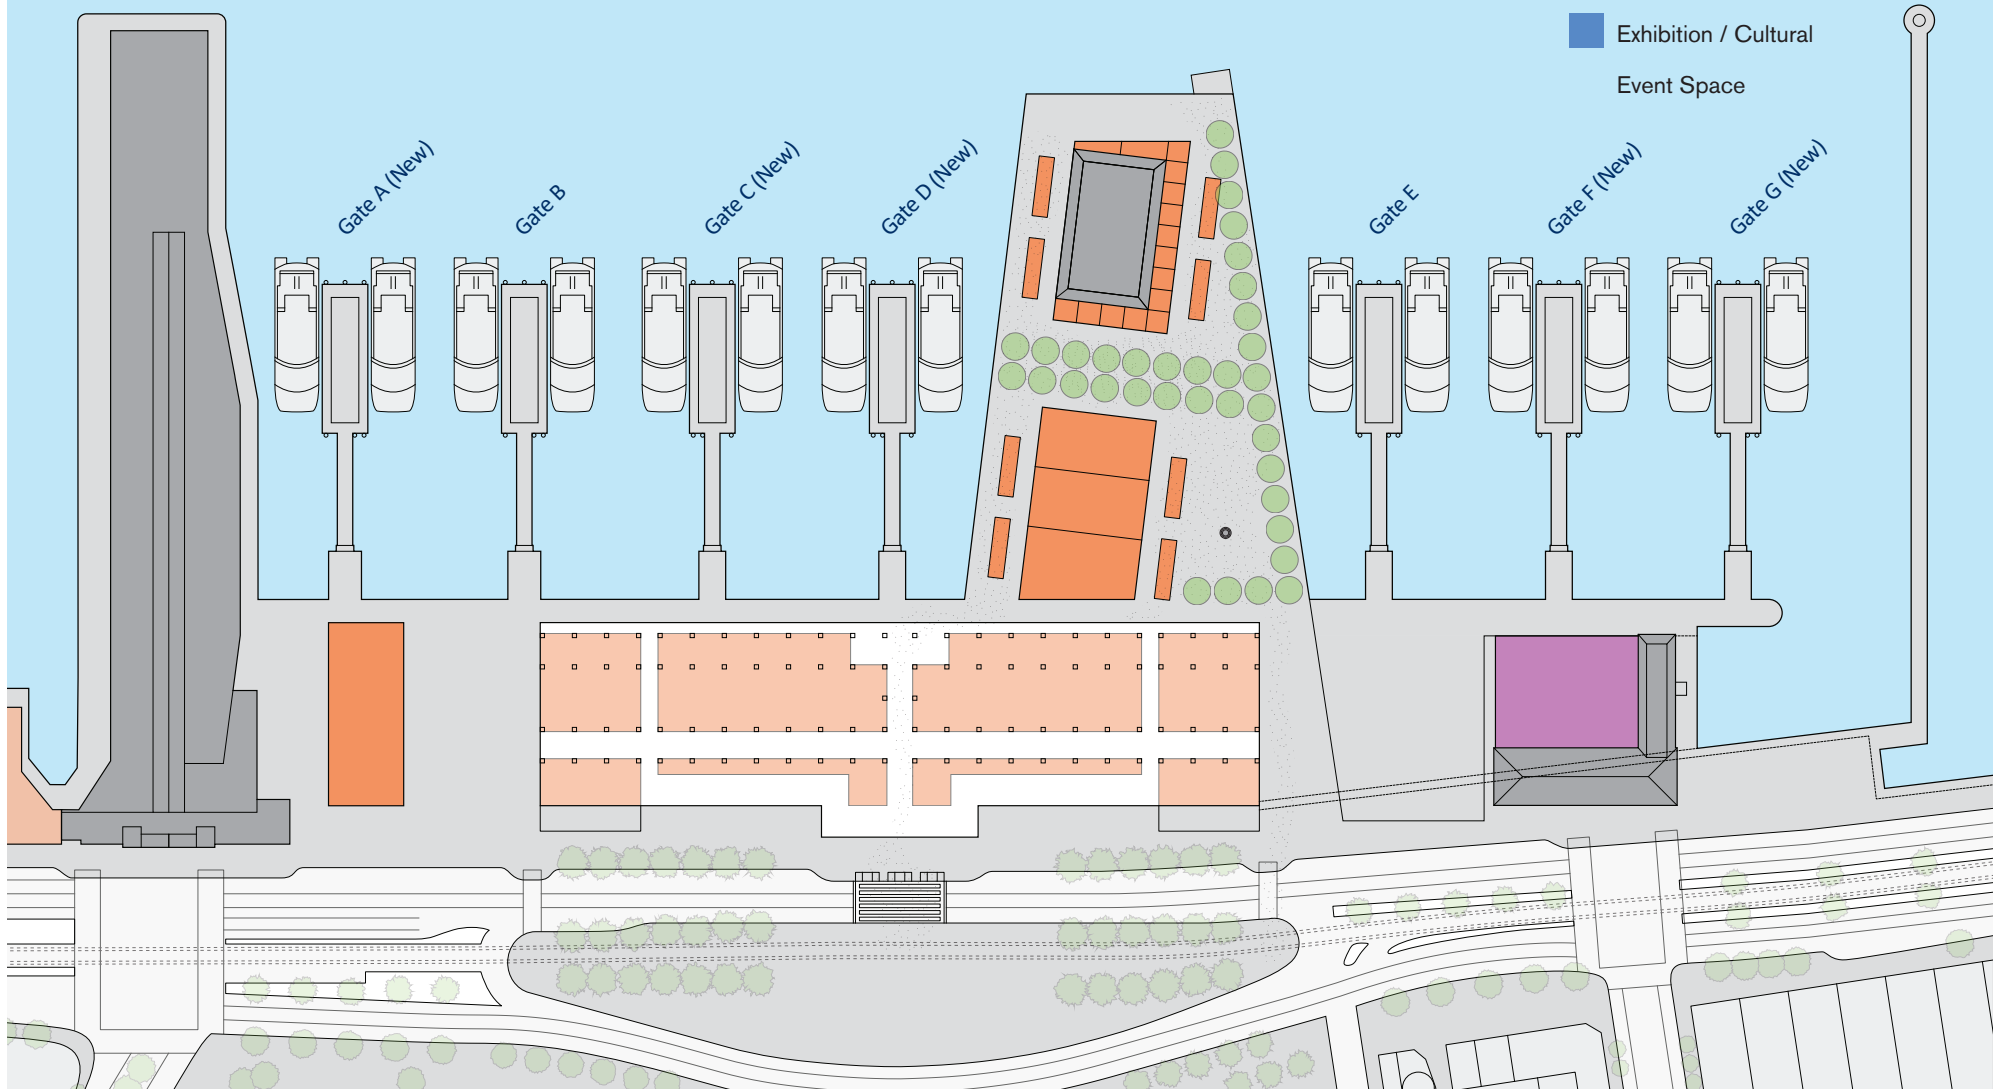 Exhibition / Cultural
Event Space
Gate A (New)
Gate B
Gate C (New)
Gate D (New)
Gate E
Gate F (New)
Gate G (New)